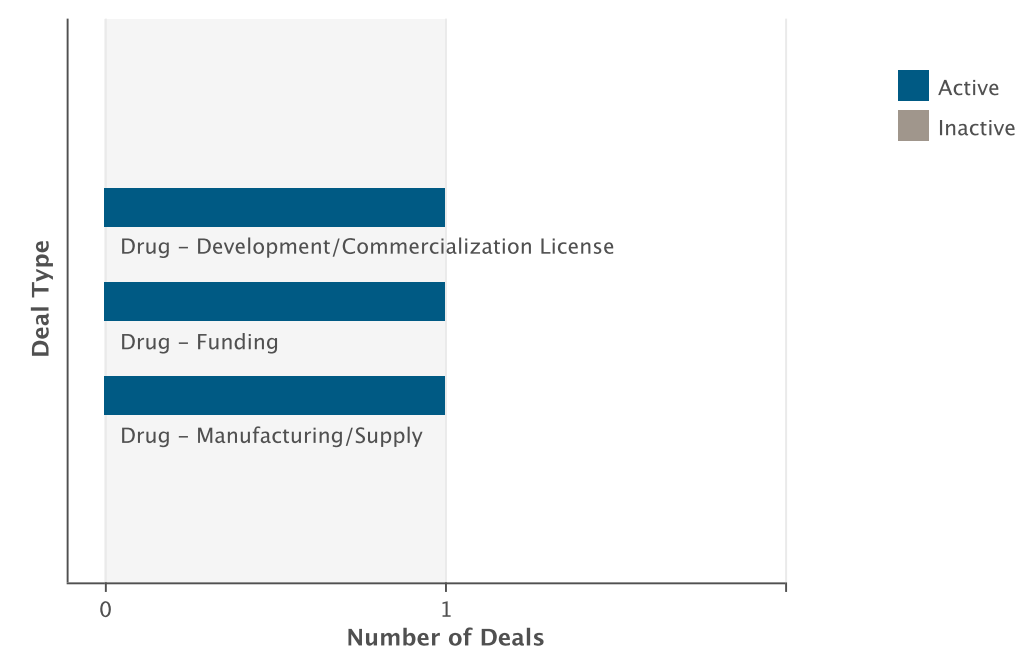 Active
Inactive
Drug – Development/Commercialization License
Drug – Funding
Drug – Manufacturing/Supply
Deal Type
0
1
Number of Deals